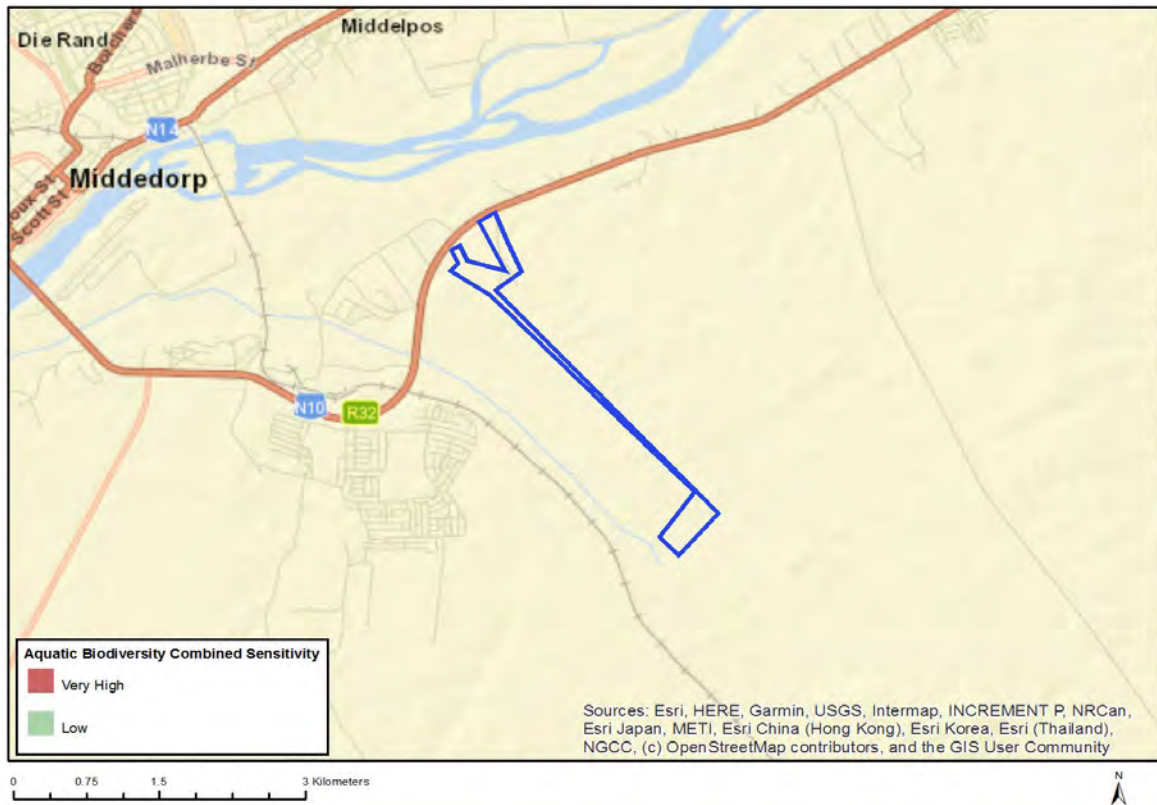 Die Rand
Borchers
Malherbe St
Middelpos
N14
Middedorp
Scott St
N10
R32
Aquatic Biodiversity Combined Sensitivity
Very High
Low
Sources: Esri, HERE, Garmin, USGS, Intermap, INCREMENT P, NRCan,
Esri Japan, METI, Esri China (Hong Kong), Esri Korea, Esri (Thailand),
NGCC, (c) OpenStreetMap contributors, and the GIS User Community
0 0.75 1.5 3 Kilometers
N